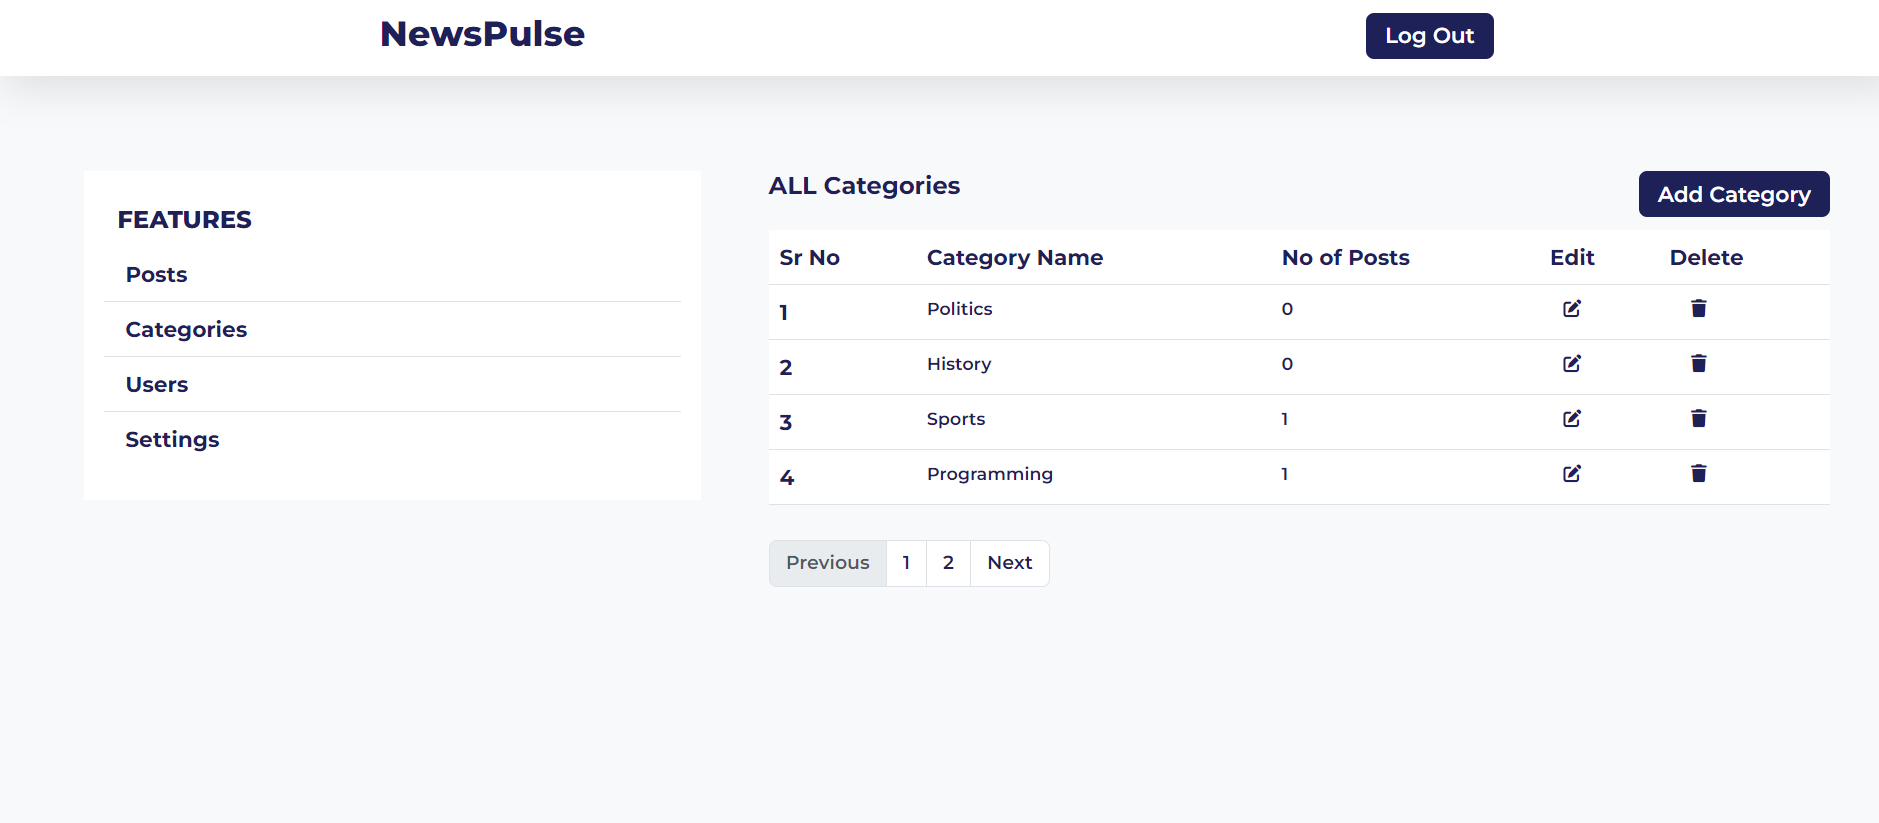 NewsPulse Log Out
FEATURES
Posts
Categories
Users
Settings
ALL Categories Add Category
Sr No Category Name No of Posts Edit Delete
1 Politics 0
2 History 0
3 Sports 1
4 Programming 1
Previous 1 2 Next